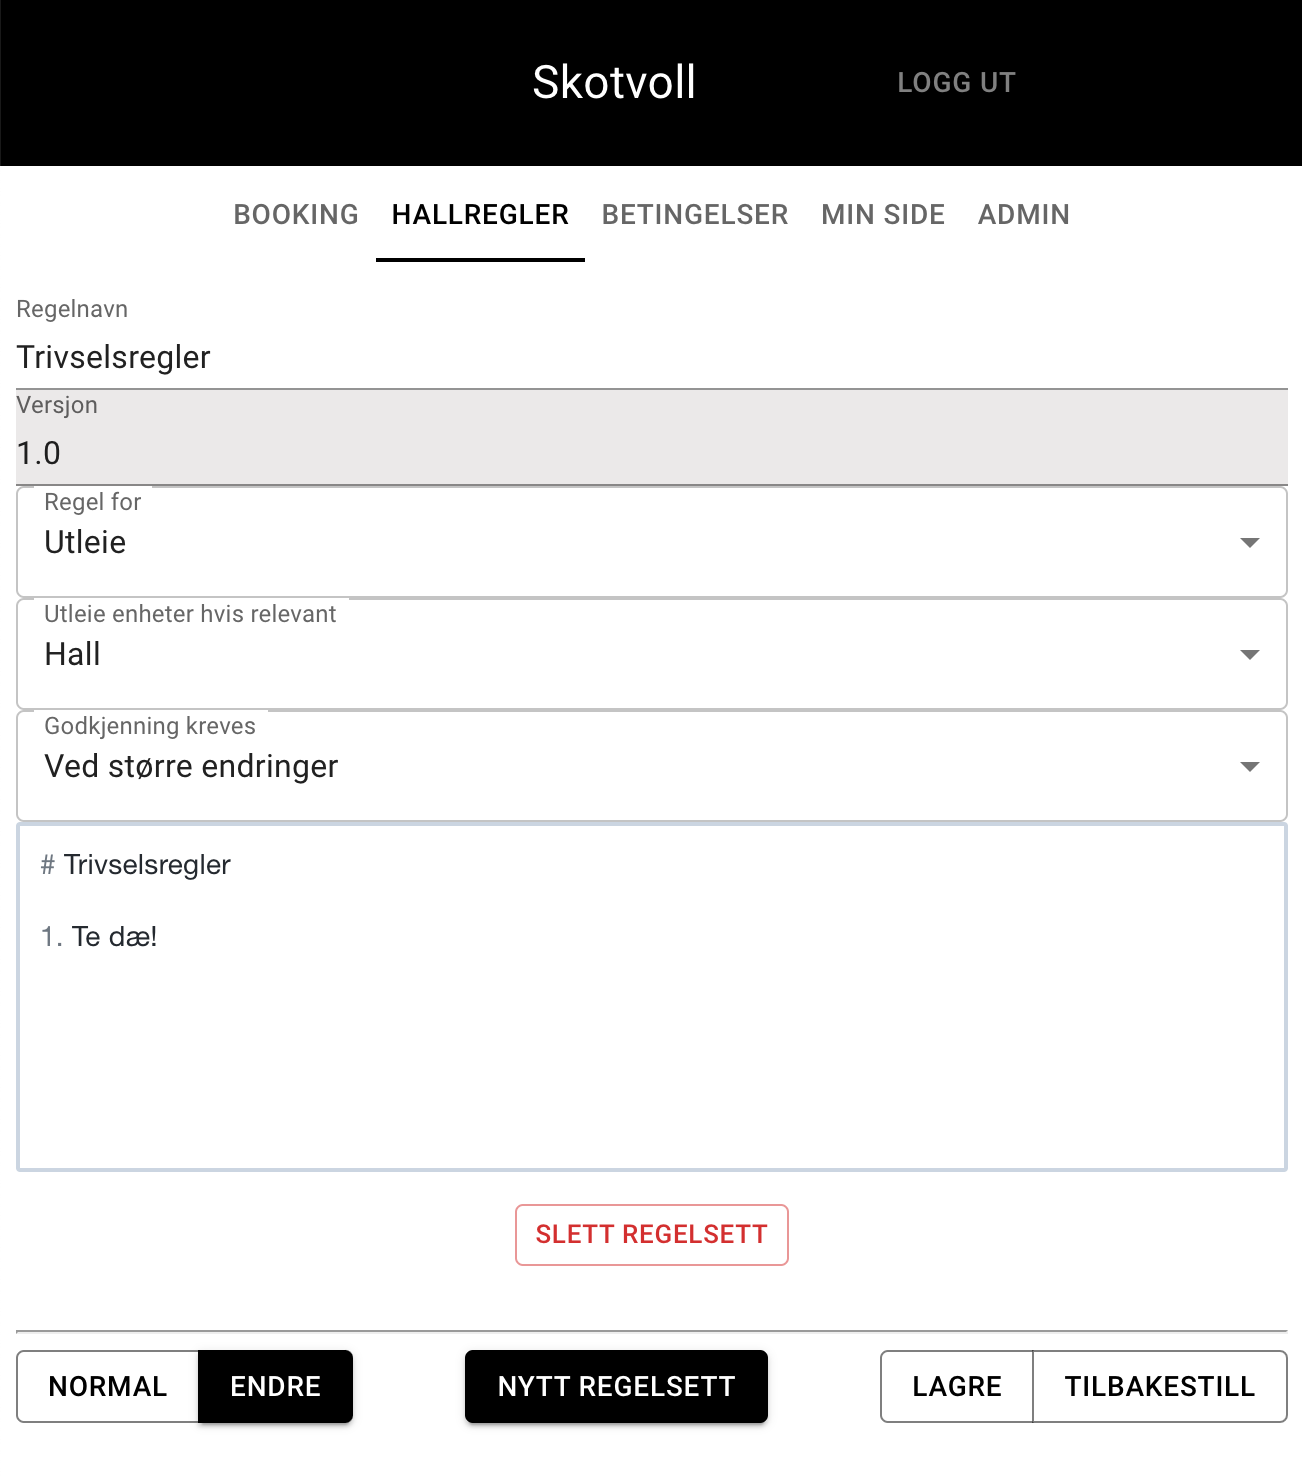 Skotvoll
LOGG UT
BOOKING HALLREGLER BETINGELSER MIN SIDE ADMIN
Regelnavn
Trivselsregler
Versjon
1.0
Regel for
Utleie
Utleie enheter hvis relevant
Hall
Godkjenning kreves
Ved større endringer
# Trivselsregler
1. Te dæ!
SLETT REGELSETT
NORMAL ENDRE NYTT REGELSETT LAGRE TILBAKESTILL